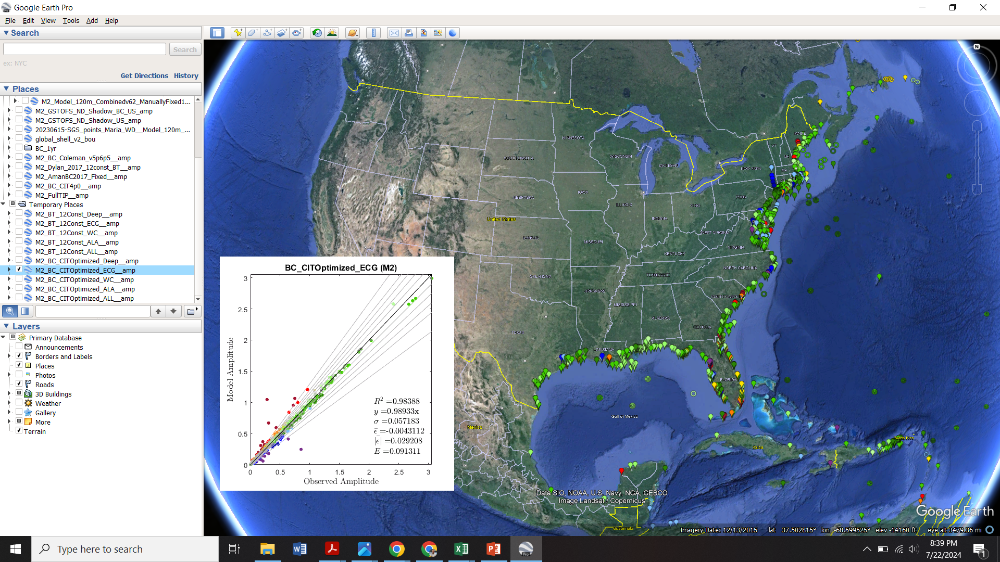 Google Earth Pro
File Edit View Tools Add Help
Search
Search
ex: NYC
Get Directions History
Places
M2_Model_120m_Combinedv62_ManuallyFixed1...
M2_GSTOFS_ND_Shadow_BC_US_amp
M2_GSTOFS_ND_Shadow_US_amp
20230615-SGS_points_Maria_WD__Model_120m_...
global_shell_v2_bou
BC_1yr
M2_BC_Coleman_v5p6p5__amp
M2_Dylan_2017_12const_BT__amp
M2_AmanBC2017_Fixed__amp
M2_BC_CIT4p0__amp
M2_FullTIP__amp
Temporary Places
M2_BT_12Const_Deep__amp
M2_BT_12Const_ECG__amp
M2_BT_12Const_WC__amp
M2_BT_12Const_ALA__amp
M2_BT_12Const_ALL__amp
M2_BC_CITOptimized_Deep__amp
M2_BC_CITOptimized_ECG__amp
M2_BC_CITOptimized_WC__amp
M2_BC_CITOptimized_ALA__amp
M2_BC_CITOptimized_ALL__amp
Layers
Primary Database
Announcements
Borders and Labels
Places
Photos
Roads
3D Buildings
Weather
Gallery
More
Terrain
N
MAINE
VT
NH
MA
NEW YORK
PENN
MINNESOTA
WISCONSIN
MICHIGAN
SOUTH DAKOTA
NEBRASKA
IOWA
ILLINOIS
INDIANA
OHIO
United States
KANSAS
MISSOURI
WEST VIRGINIA
VIRGINIA
KENTUCKY
NORTH CAROLINA
TENNESSEE
OKLAHOMA
ARKANSAS
SOUTH CAROLINA
MISSISSIPPI
ALABAMA
GEORGIA
TEXAS
LOUISIANA
FLORIDA
Gulf of Mexico
Mexico
Cuba
Puerto Rico
Guatemala
BC_CITOptimized_ECG (M2)
3
2.5
2
1.5
1
0.5
0
Model Amplitude
R² =0.98388
y =0.98933x
σ =0.057183
ε̄ =-0.0043112
|ε̄| =0.029208
E =0.091311
0 0.5 1 1.5 2 2.5 3
Observed Amplitude
Data SIO, NOAA, U.S. Navy, NGA, GEBCO
Image Landsat / Copernicus
Google Earth
Imagery Date: 12/13/2015 lat 37.502815° lon -68.599525° elev -14160 ft eye alt 3479.36 mi
Type here to search
8:39 PM
7/22/2024
1